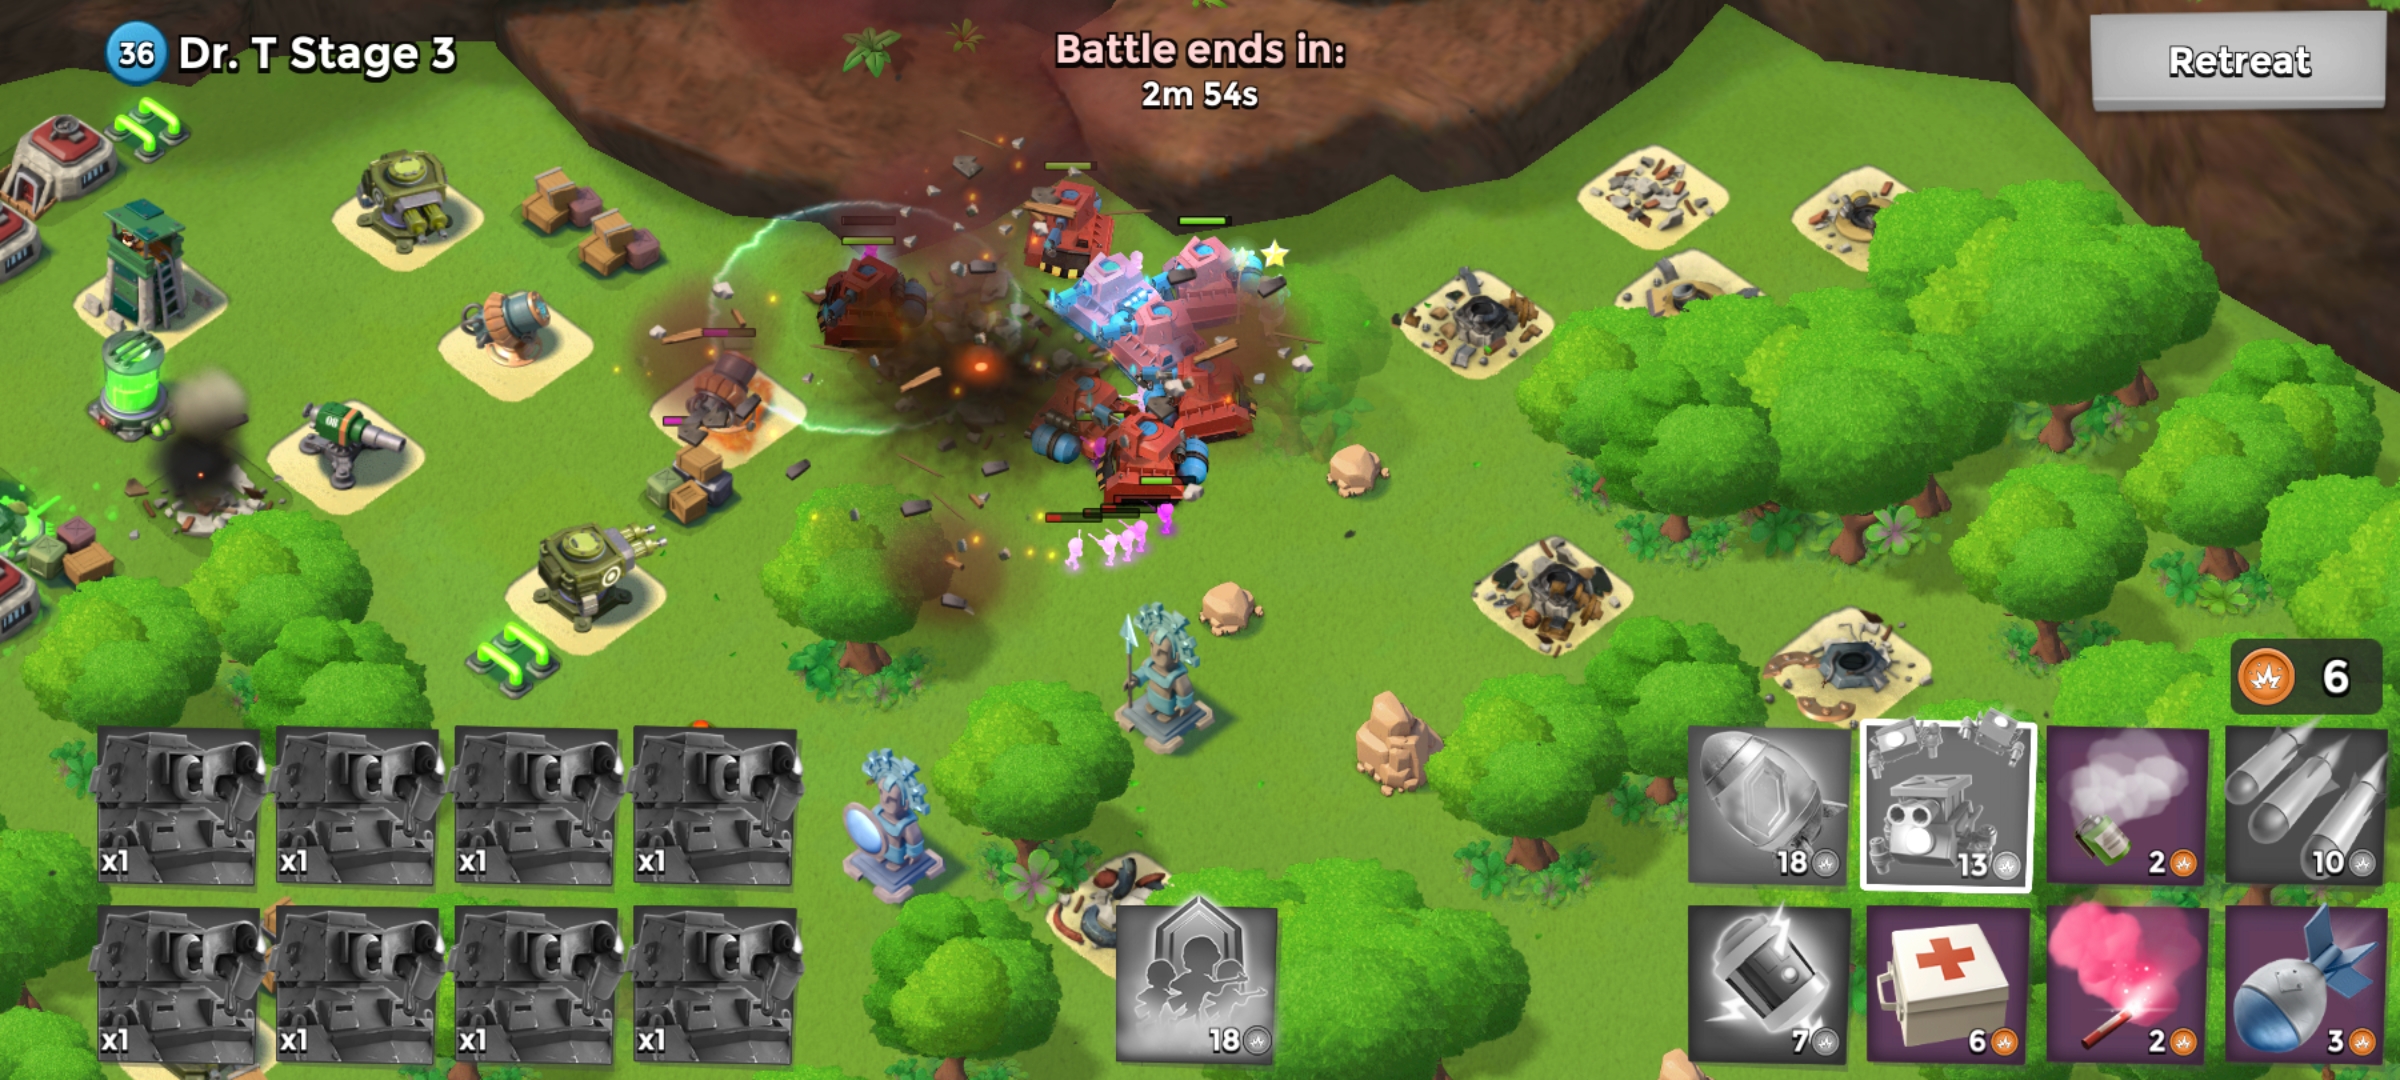 36 Dr. T Stage 3
Battle ends in:
2m 54s
Retreat
6
x1 x1 x1 x1
18 13 2 10
x1 x1 x1 x1
18
7 6 2 3